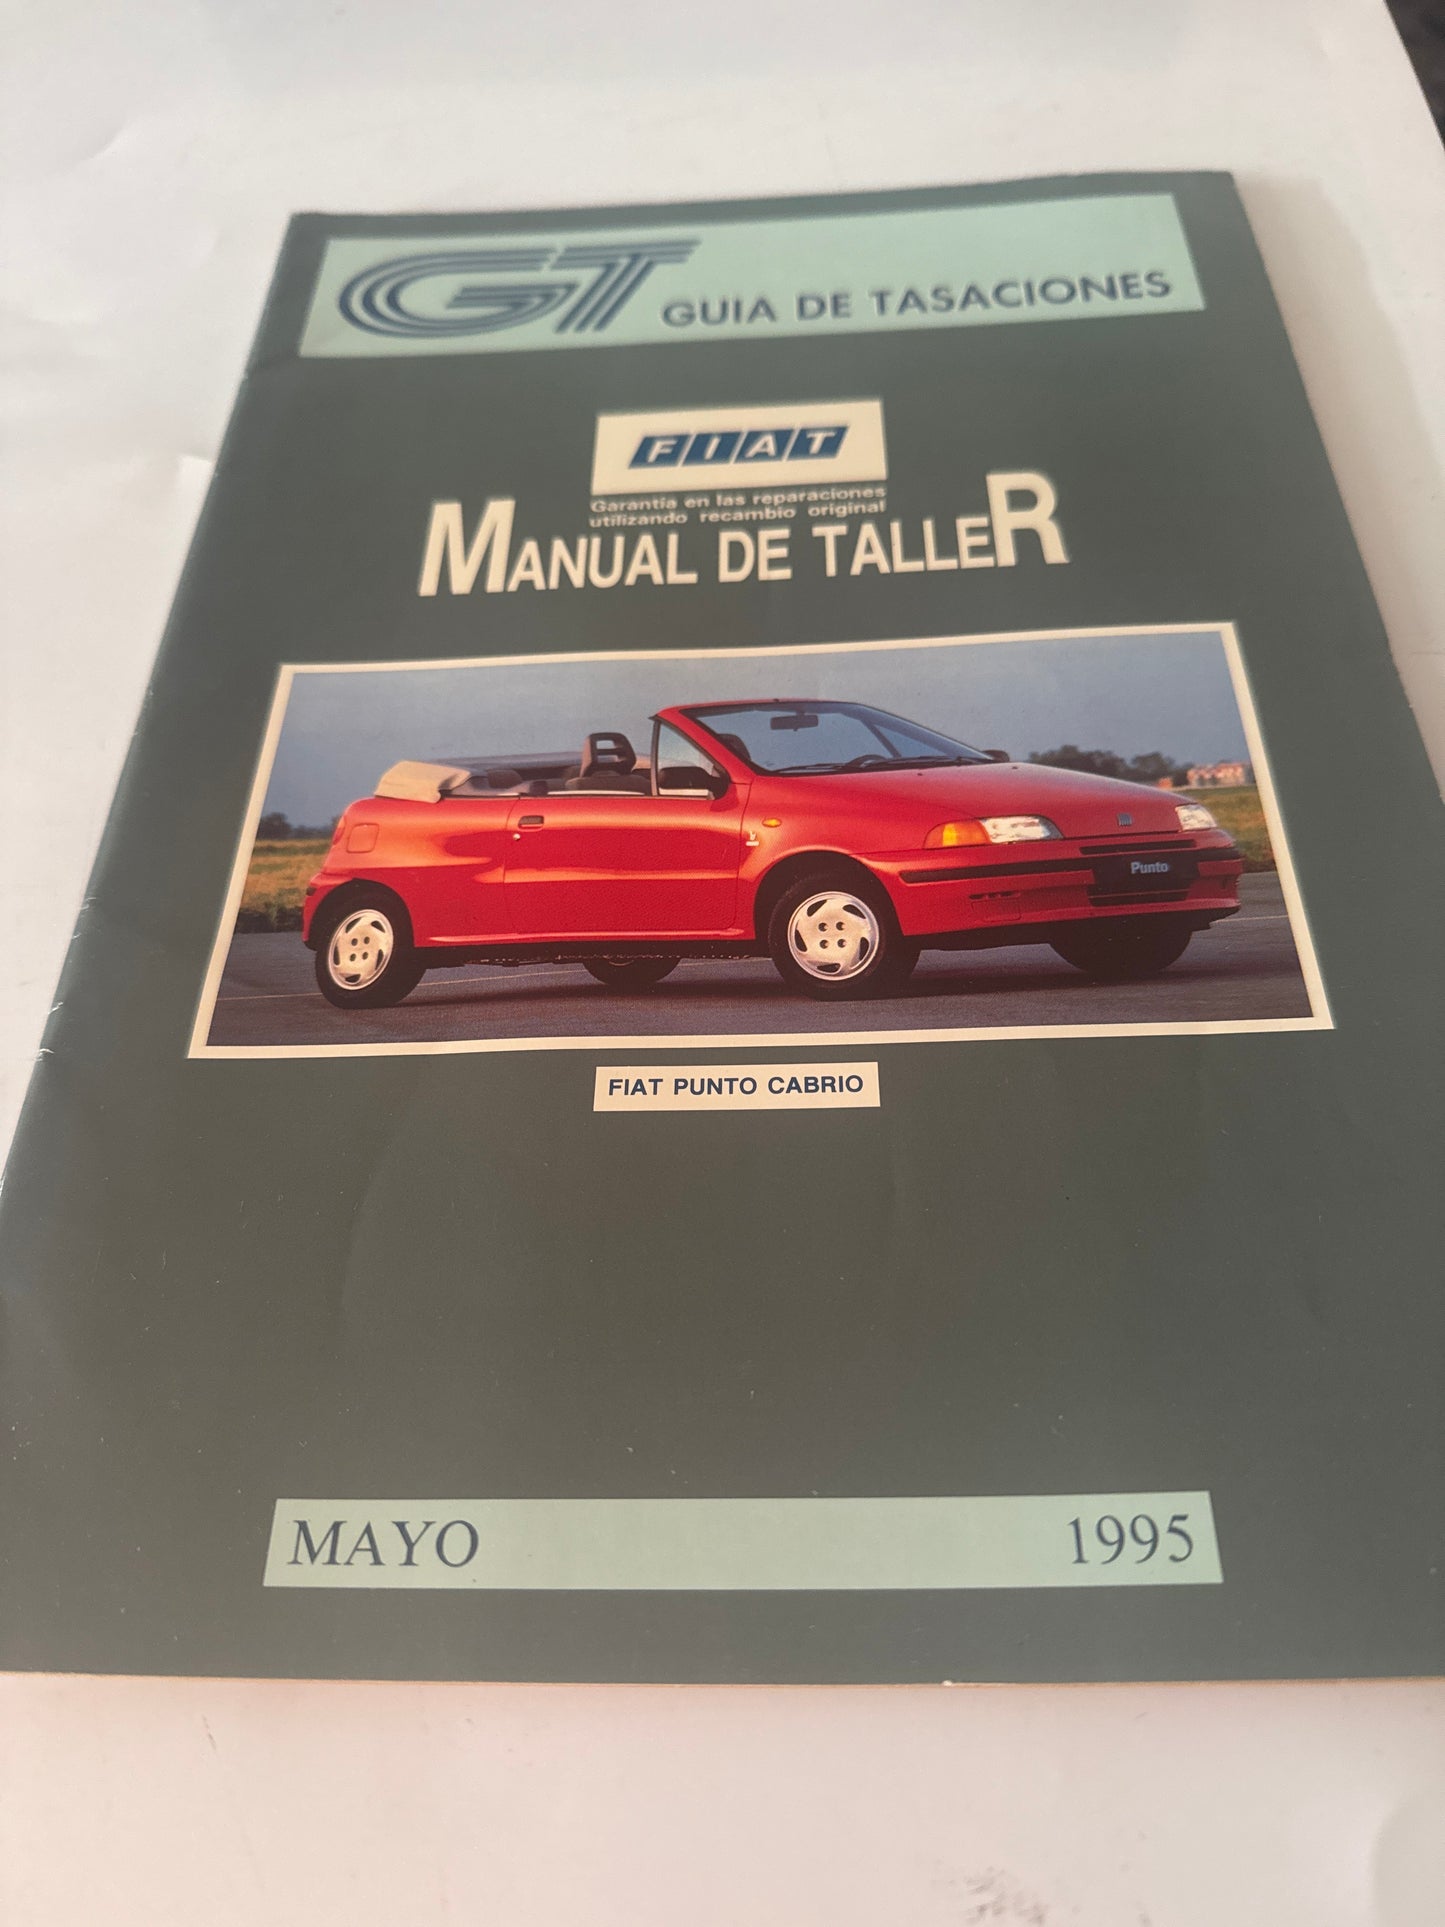 GT GUIA DE TASACIONES
FIAT
Garantía en las reparaciones
utilizando recambio original
MANUAL DE TALLER
Punto
FIAT PUNTO CABRIO
MAYO 1995